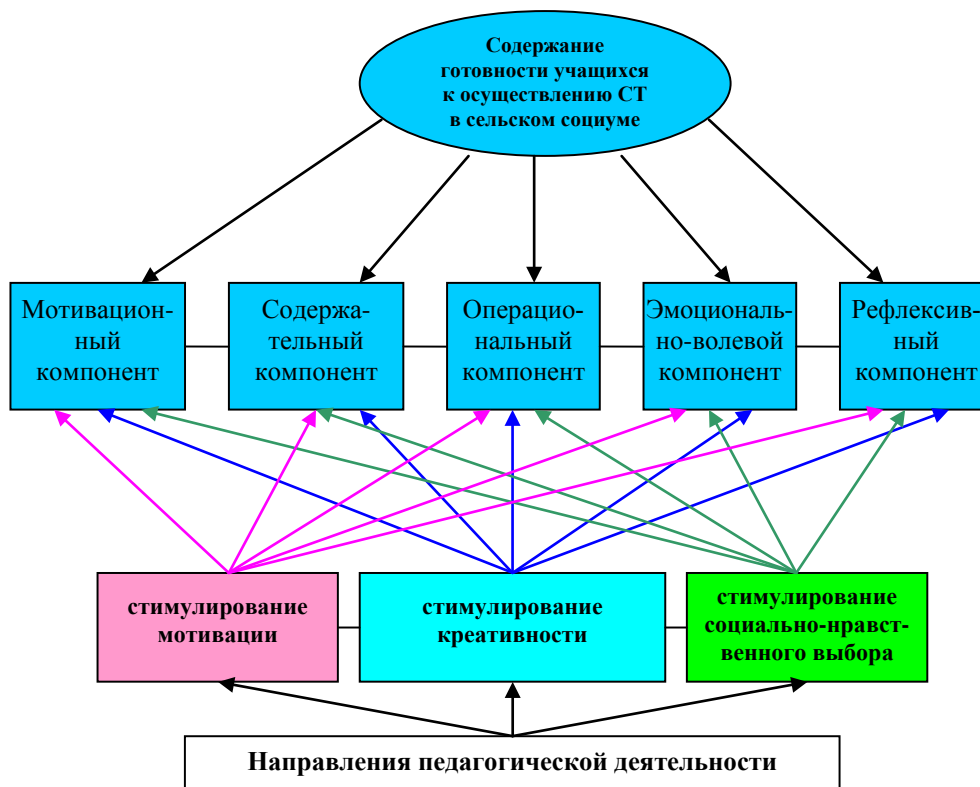 Содержание
готовности учащихся
к осуществлению СТ
в сельском социуме
Мотивацион-
ный
компонент
Содержа-
тельный
компонент
Операцио-
нальный
компонент
Эмоциональ-
но-волевой
компонент
Рефлексив-
ный
компонент
стимулирование
мотивации
стимулирование
креативности
стимулирование
социально-нравст-
венного выбора
Направления педагогической деятельности